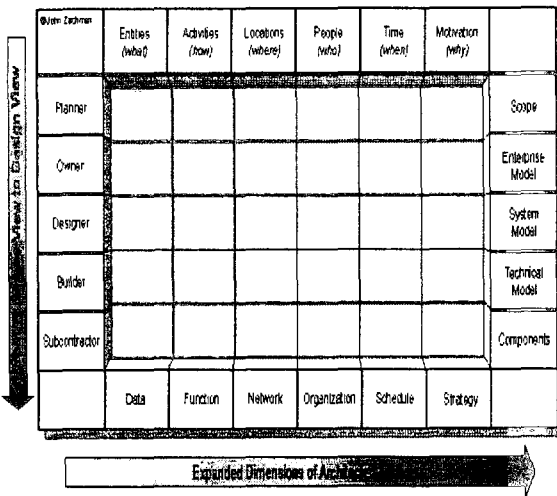 ©John Zachman
Entities
(what)
Activities
(how)
Locations
(where)
People
(who)
Time
(when)
Motivation
(why)
Planner
Scope
Owner
Enterprise
Model
Designer
System
Model
Builder
Technical
Model
Subcontractor
Components
Data
Function
Network
Organization
Schedule
Strategy
View to Design View
Expanded Dimensions of